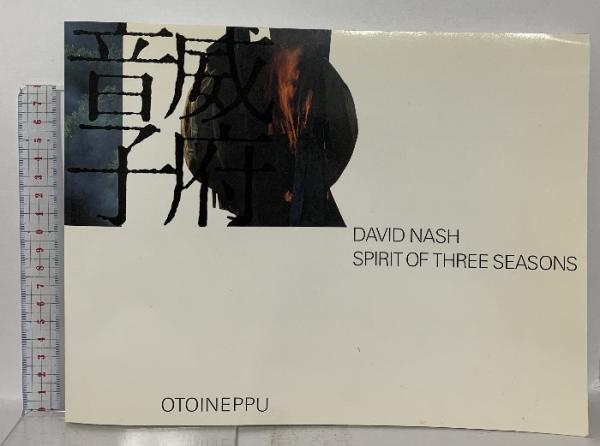 音威
子府
DAVID NASH
SPIRIT OF THREE SEASONS
OTOINEPPU